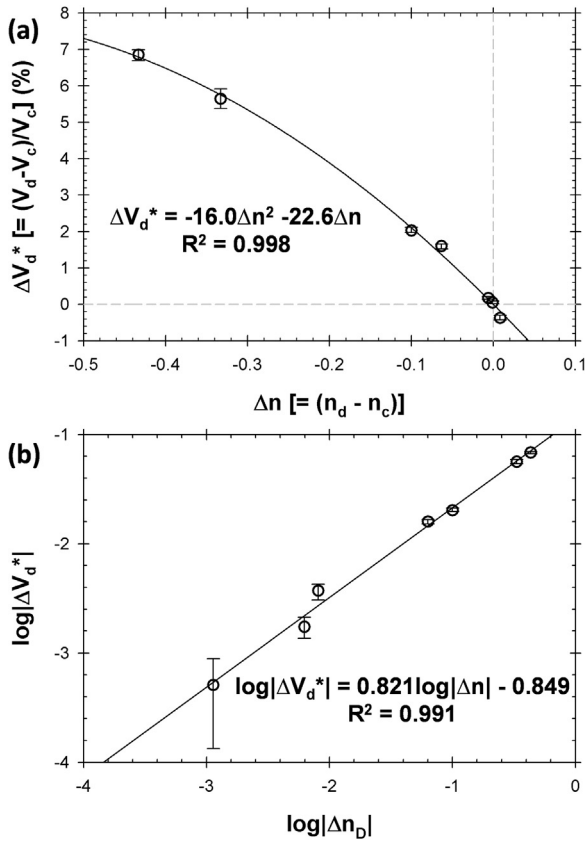 (a)
8
7
6
5
4
3
2
1
0
-1
ΔV_d* [= (V_d-V_c)/V_c] (%)
ΔV_d* = -16.0Δn² -22.6Δn
R² = 0.998
-0.5 -0.4 -0.3 -0.2 -0.1 0.0 0.1
Δn [= (n_d - n_c)]
(b)
-1
-2
-3
-4
log|ΔV_d*|
log|ΔV_d*| = 0.821log|Δn| - 0.849
R² = 0.991
-4 -3 -2 -1 0
log|Δn_D|